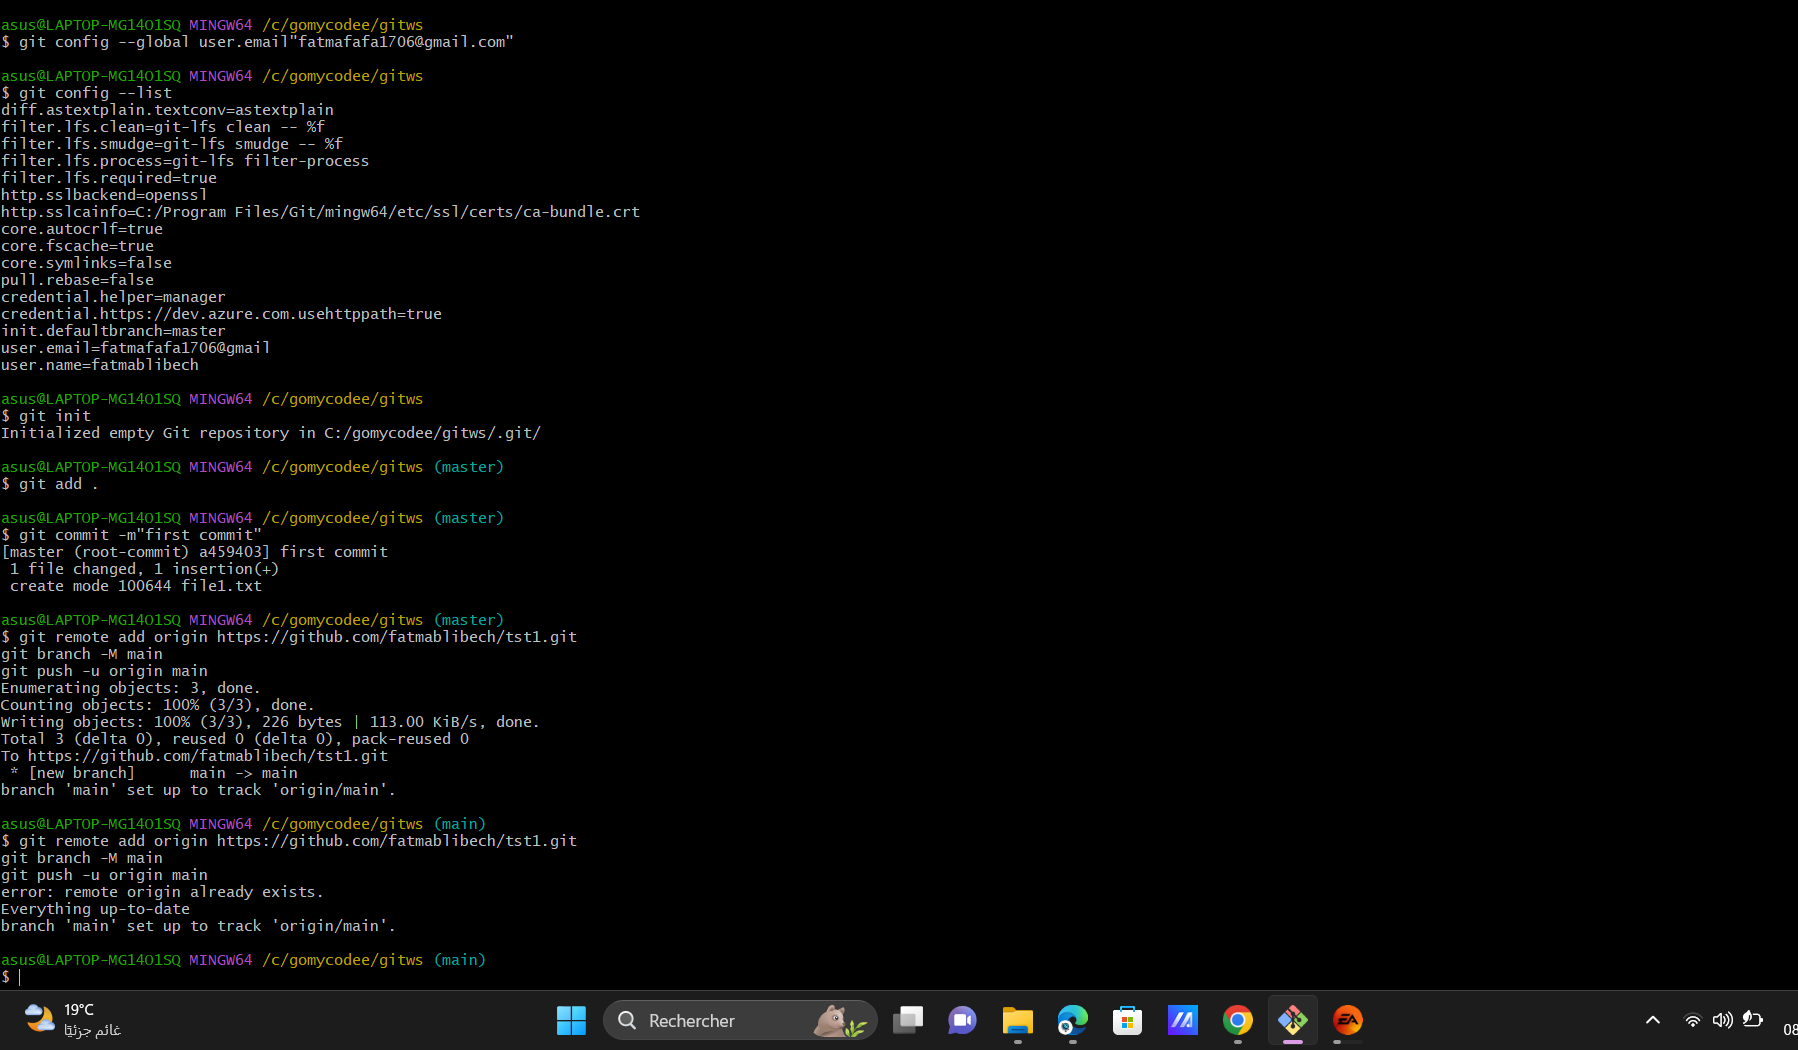 asus@LAPTOP-MG14O1SQ MINGW64 /c/gomycodee/gitws
$ git config --global user.email"fatmafafa1706@gmail.com"
asus@LAPTOP-MG14O1SQ MINGW64 /c/gomycodee/gitws
$ git config --list
diff.astextplain.textconv=astextplain
filter.lfs.clean=git-lfs clean -- %f
filter.lfs.smudge=git-lfs smudge -- %f
filter.lfs.process=git-lfs filter-process
filter.lfs.required=true
http.sslbackend=openssl
http.sslcainfo=C:/Program Files/Git/mingw64/etc/ssl/certs/ca-bundle.crt
core.autocrlf=true
core.fscache=true
core.symlinks=false
pull.rebase=false
credential.helper=manager
credential.https://dev.azure.com.usehttppath=true
init.defaultbranch=master
user.email=fatmafafa1706@gmail
user.name=fatmablibech
asus@LAPTOP-MG14O1SQ MINGW64 /c/gomycodee/gitws
$ git init
Initialized empty Git repository in C:/gomycodee/gitws/.git/
asus@LAPTOP-MG14O1SQ MINGW64 /c/gomycodee/gitws (master)
$ git add .
asus@LAPTOP-MG14O1SQ MINGW64 /c/gomycodee/gitws (master)
$ git commit -m"first commit"
[master (root-commit) a459403] first commit
1 file changed, 1 insertion(+)
create mode 100644 file1.txt
asus@LAPTOP-MG14O1SQ MINGW64 /c/gomycodee/gitws (master)
$ git remote add origin https://github.com/fatmablibech/tst1.git
git branch -M main
git push -u origin main
Enumerating objects: 3, done.
Counting objects: 100% (3/3), done.
Writing objects: 100% (3/3), 226 bytes | 113.00 KiB/s, done.
Total 3 (delta 0), reused 0 (delta 0), pack-reused 0
To https://github.com/fatmablibech/tst1.git
* [new branch]      main -> main
branch 'main' set up to track 'origin/main'.
asus@LAPTOP-MG14O1SQ MINGW64 /c/gomycodee/gitws (main)
$ git remote add origin https://github.com/fatmablibech/tst1.git
git branch -M main
git push -u origin main
error: remote origin already exists.
Everything up-to-date
branch 'main' set up to track 'origin/main'.
asus@LAPTOP-MG14O1SQ MINGW64 /c/gomycodee/gitws (main)
$
19°C
غائم جزئيًا
Rechercher
EA
08